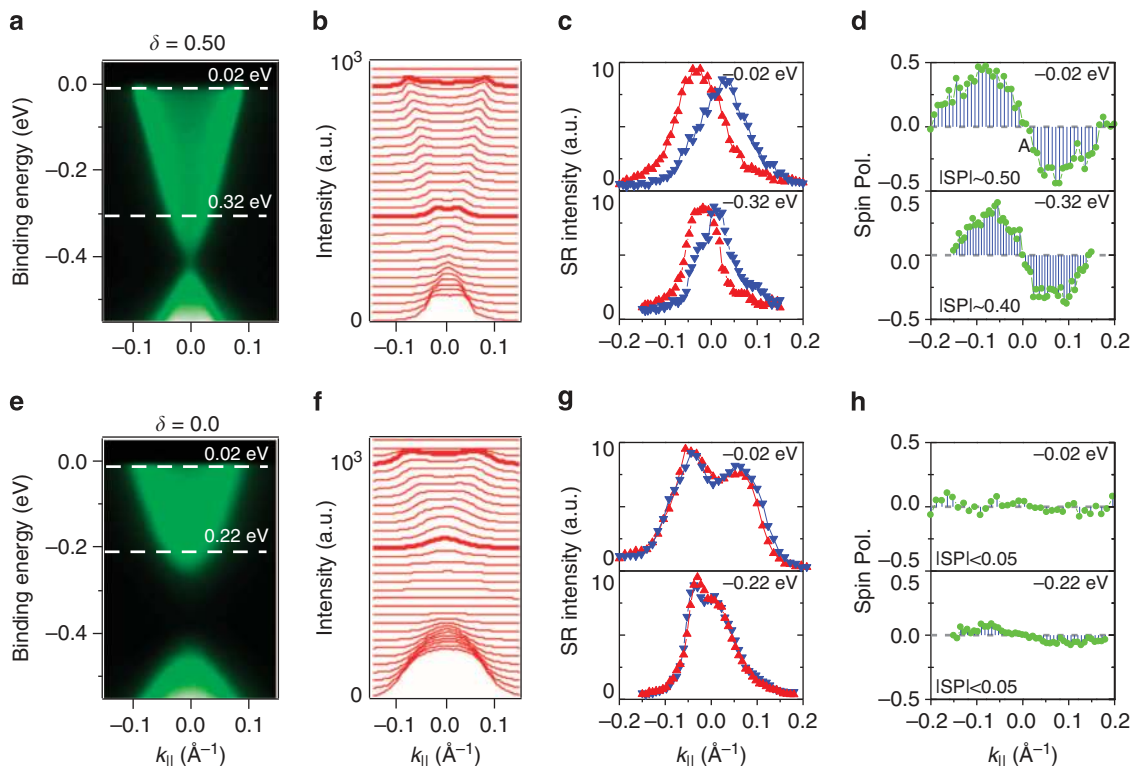 a
δ = 0.50
0.02 eV
0.32 eV
0.0
−0.2
−0.4
Binding energy (eV)
−0.1 0.0 0.1
b
10³
0
Intensity (a.u.)
−0.1 0.0 0.1
c
10
−0.02 eV
0
10
−0.32 eV
0
SR intensity (a.u.)
−0.2 −0.1 0.0 0.1 0.2
d
0.5
−0.02 eV
0.0
A
−0.5
|SP|~0.50
−0.32 eV
0.0
−0.5
|SP|~0.40
Spin Pol.
−0.2 −0.1 0.0 0.1 0.2
e
δ = 0.0
0.02 eV
0.22 eV
0.0
−0.2
−0.4
Binding energy (eV)
−0.1 0.0 0.1
k|| (Å⁻¹)
f
10³
0
Intensity (a.u.)
−0.1 0.0 0.1
k|| (Å⁻¹)
g
10
−0.02 eV
0
10
−0.22 eV
0
SR intensity (a.u.)
−0.2 −0.1 0.0 0.1 0.2
k|| (Å⁻¹)
h
0.5
−0.02 eV
0.0
−0.5
|SP|<0.05
−0.22 eV
0.0
−0.5
|SP|<0.05
Spin Pol.
−0.2 −0.1 0.0 0.1 0.2
k|| (Å⁻¹)